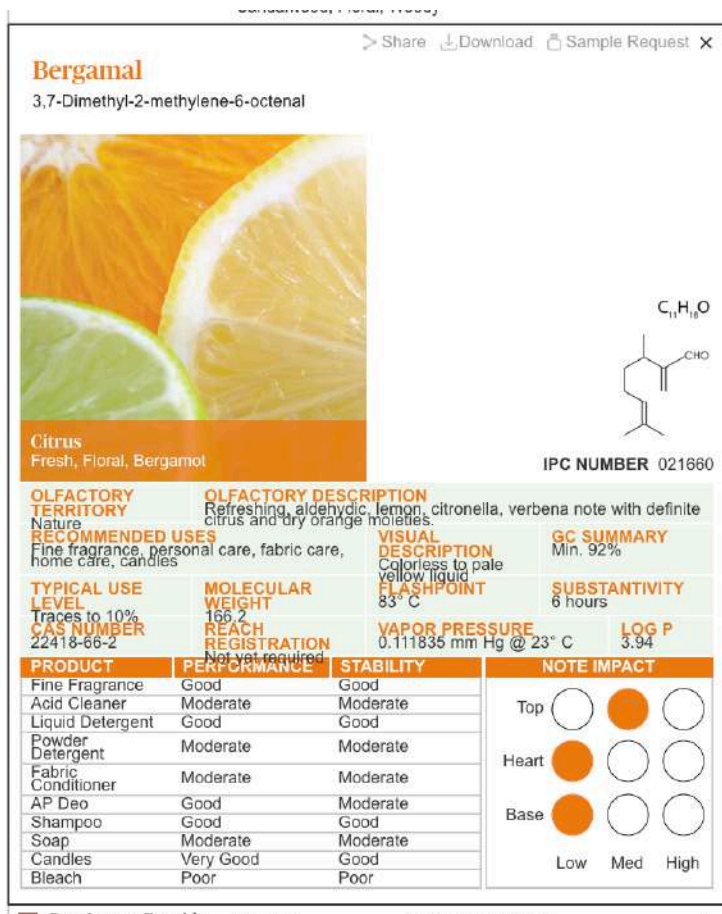 Share Download Sample Request ×
Bergamal
3,7-Dimethyl-2-methylene-6-octenal
Citrus
Fresh, Floral, Bergamot
C11H18O
CHO
IPC NUMBER 021660
OLFACTORY TERRITORY
Nature
OLFACTORY DESCRIPTION
Refreshing, aldehydic, lemon, citronella, verbena note with definite
citrus and dry orange moieties.
RECOMMENDED USES
Fine fragrance, personal care, fabric care,
home care, candles
VISUAL
DESCRIPTION
Colorless to pale
yellow liquid
GC SUMMARY
Min. 92%
TYPICAL USE
LEVEL
Traces to 10%
MOLECULAR
WEIGHT
166.2
FLASHPOINT
83° C
SUBSTANTIVITY
6 hours
CAS NUMBER
22418-66-2
REACH
REGISTRATION
Not yet required
VAPOR PRESSURE
0.111835 mm Hg @ 23° C
LOG P
3.94
PRODUCT PERFORMANCE STABILITY
Fine Fragrance Good Good
Acid Cleaner Moderate Moderate
Liquid Detergent Good Good
Powder
Detergent Moderate Moderate
Fabric
Conditioner Moderate Moderate
AP Deo Good Moderate
Shampoo Good Good
Soap Moderate Moderate
Candles Very Good Good
Bleach Poor Poor
NOTE IMPACT
Top
Heart
Base
Low Med High